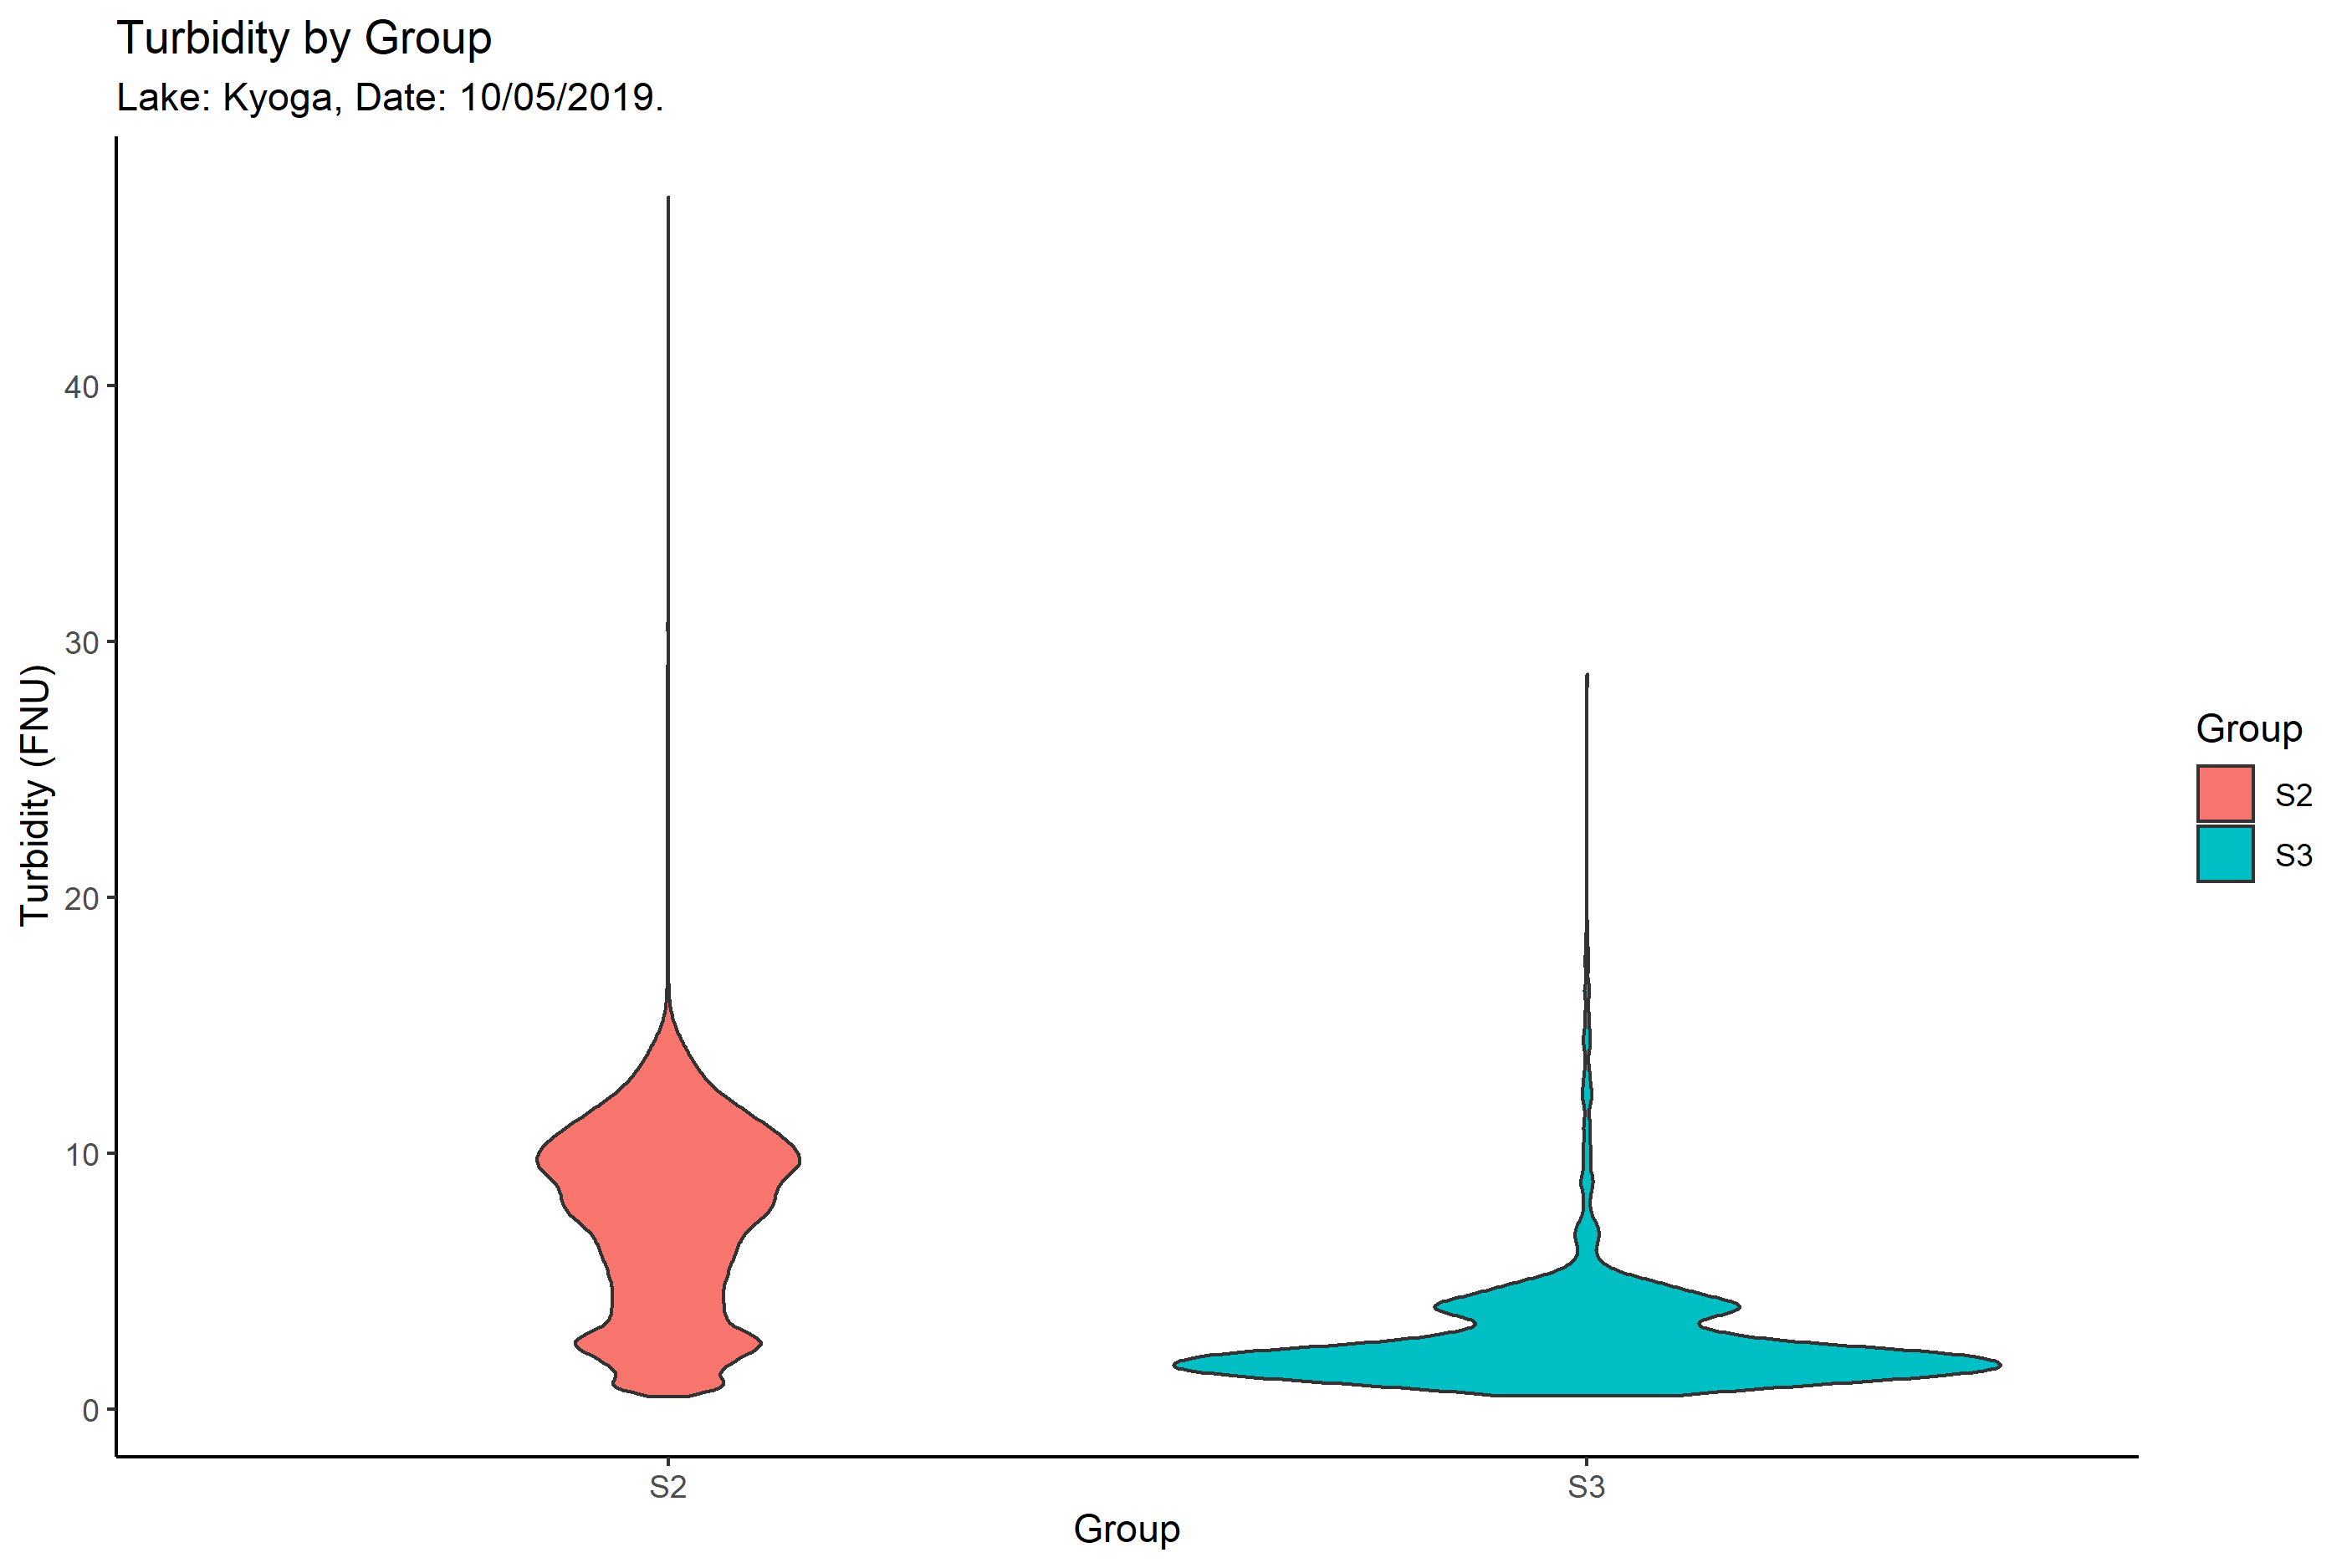 Turbidity by Group
Lake: Kyoga, Date: 10/05/2019.
Turbidity (FNU)
40
30
20
10
0
S2
S3
Group
Group
S2
S3